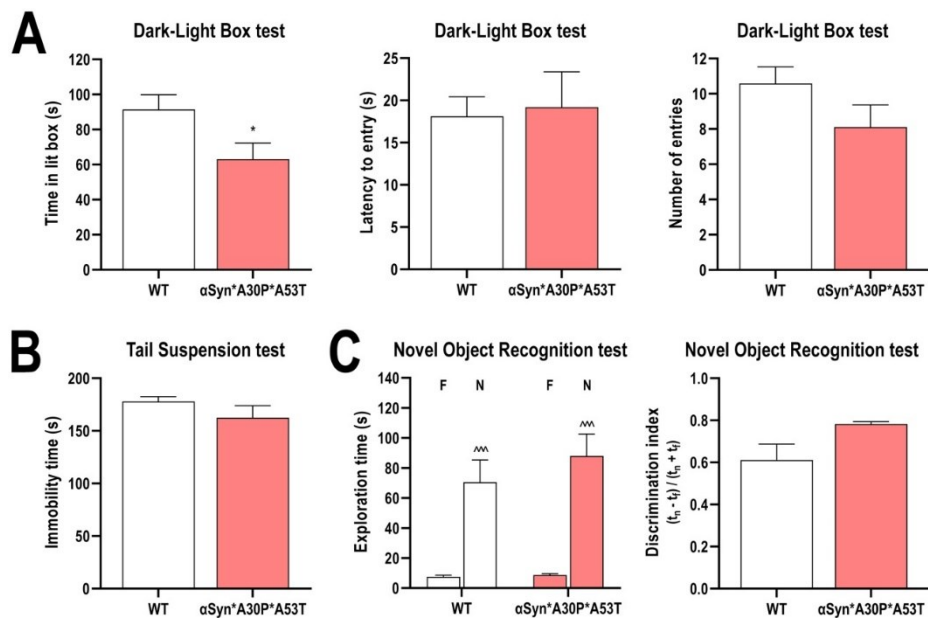 A
Dark-Light Box test
Time in lit box (s)
120
100
80
60
40
20
0
*
WT
αSyn*A30P*A53T
Dark-Light Box test
Latency to entry (s)
25
20
15
10
5
0
WT
αSyn*A30P*A53T
Dark-Light Box test
Number of entries
12
10
8
6
4
2
0
WT
αSyn*A30P*A53T
B
Tail Suspension test
Immobility time (s)
200
150
100
50
0
WT
αSyn*A30P*A53T
C
Novel Object Recognition test
Exploration time (s)
140
120
100
80
60
40
20
0
F
N
F
N
^^^
^^^
WT
αSyn*A30P*A53T
Novel Object Recognition test
Discrimination index
(tn - tf) / (tn + tf)
1.0
0.8
0.6
0.4
0.2
0.0
WT
αSyn*A30P*A53T